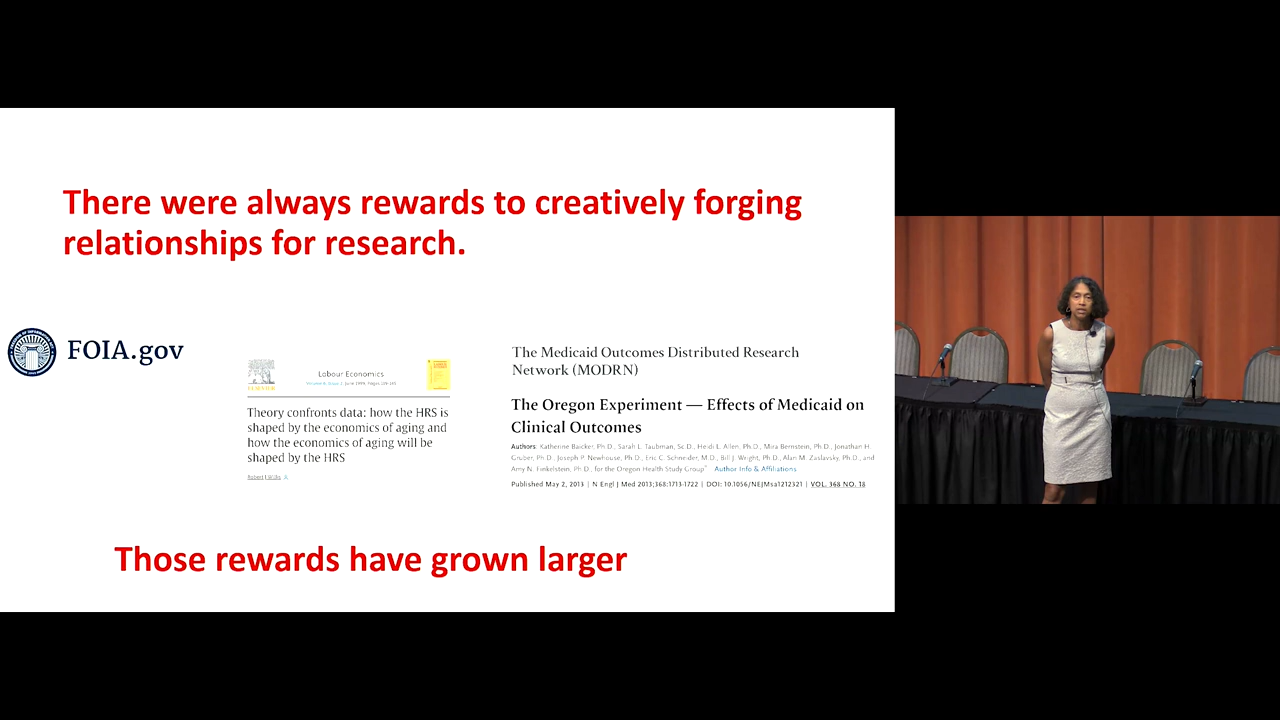 There were always rewards to creatively forging
relationships for research.
FOIA.gov
Labour Economics
Theory confronts data: how the HRS is
shaped by the economics of aging and
how the economics of aging will be
shaped by the HRS
Robert J Willis
The Medicaid Outcomes Distributed Research
Network (MODRN)
The Oregon Experiment — Effects of Medicaid on
Clinical Outcomes
Authors: Katherine Baicker, Ph.D., Sarah L. Taubman, Sc.D., Heidi L. Allen, Ph.D., Mira Bernstein, Ph.D., Jonathan H.
Gruber, Ph.D., Joseph P. Newhouse, Ph.D., Eric C. Schneider, M.D., Bill J. Wright, Ph.D., Alan M. Zaslavsky, Ph.D., and
Amy N. Finkelstein, Ph.D., for the Oregon Health Study Group* Author Info & Affiliations
Published May 2, 2013 | N Engl J Med 2013;368:1713-1722 | DOI: 10.1056/NEJMsa1212321 | VOL. 368 NO. 18
Those rewards have grown larger